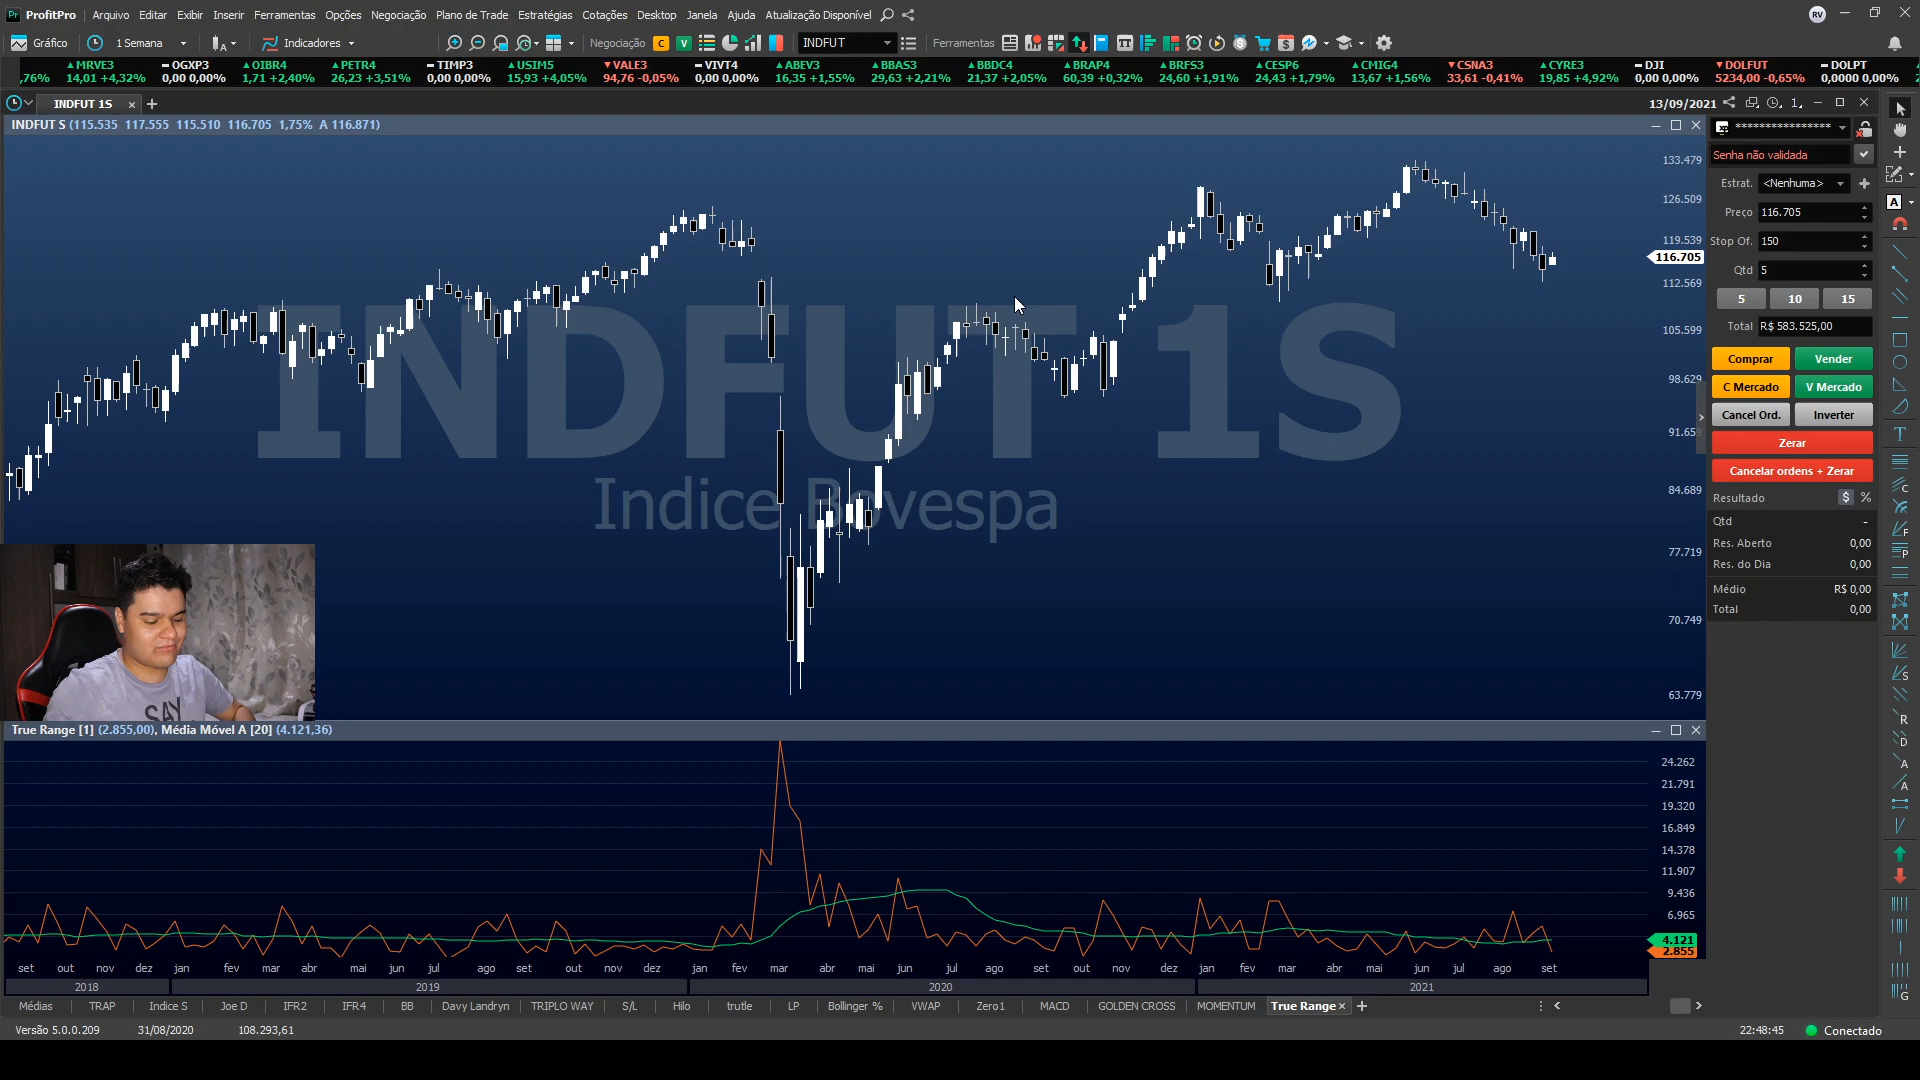 ProfitPro Arquivo Editar Exibir Inserir Ferramentas Opções Negociação Plano de Trade Estratégias Cotações Desktop Janela Ajuda Atualização Disponível RV
Gráfico 1 Semana A Indicadores Negociação C V INDFUT Ferramentas
MRVE3 OGXP3 OIBR4 PETR4 TIMP3 USIM5 VALE3 VIVT4 ABEV3 BBAS3 BBDC4 BRAP4 BRFS3 CESP6 CMIG4 CSNA3 CYRE3 DJI DOLFUT DOLPT
,76% 14,01 +4,32% 0,00 0,00% 1,71 +2,40% 26,23 +3,51% 0,00 0,00% 15,93 +4,05% 94,76 -0,05% 0,00 0,00% 16,35 +1,55% 29,63 +2,21% 21,37 +2,05% 60,39 +0,32% 24,60 +1,91% 24,43 +1,79% 13,67 +1,56% 33,61 -0,41% 19,85 +4,92% 0,00 0,00% 5234,00 -0,65% 0,0000 0,00%
INDFUT 1S 13/09/2021
INDFUT S (115.535 117.555 115.510 116.705 1,75% A 116.871)
133.479
126.509
119.539
116.705
112.569
105.599
98.629
91.659
84.689
77.719
70.749
63.779
INDFUT 1S
Indice Bovespa
SAY
xp ****************
Senha não validada
Estrat. <Nenhuma>
Preço 116.705
Stop Of. 150
Qtd 5
5 10 15
Total R$ 583.525,00
Comprar Vender
C Mercado V Mercado
Cancel Ord. Inverter
Zerar
Cancelar ordens + Zerar
Resultado $ %
Qtd -
Res. Aberto 0,00
Res. do Dia 0,00
Médio R$ 0,00
Total 0,00
True Range [1] (2.855,00), Média Móvel A [20] (4.121,36)
24.262
21.791
19.320
16.849
14.378
11.907
9.436
6.965
4.121
2.855
set out nov dez jan fev mar abr mai jun jul ago set out nov dez jan fev mar abr mai jun jul ago set out nov dez jan fev mar abr mai jun jul ago set
2018 2019 2020 2021
Médias TRAP Indice S Joe D IFR2 IFR4 BB Davy Landryn TRIPLO WAY S/L Hilo trutle LP Bollinger % VWAP Zero1 MACD GOLDEN CROSS MOMENTUM True Range
Versão 5.0.0.209 31/08/2020 108.293,61 22:48:45 Conectado